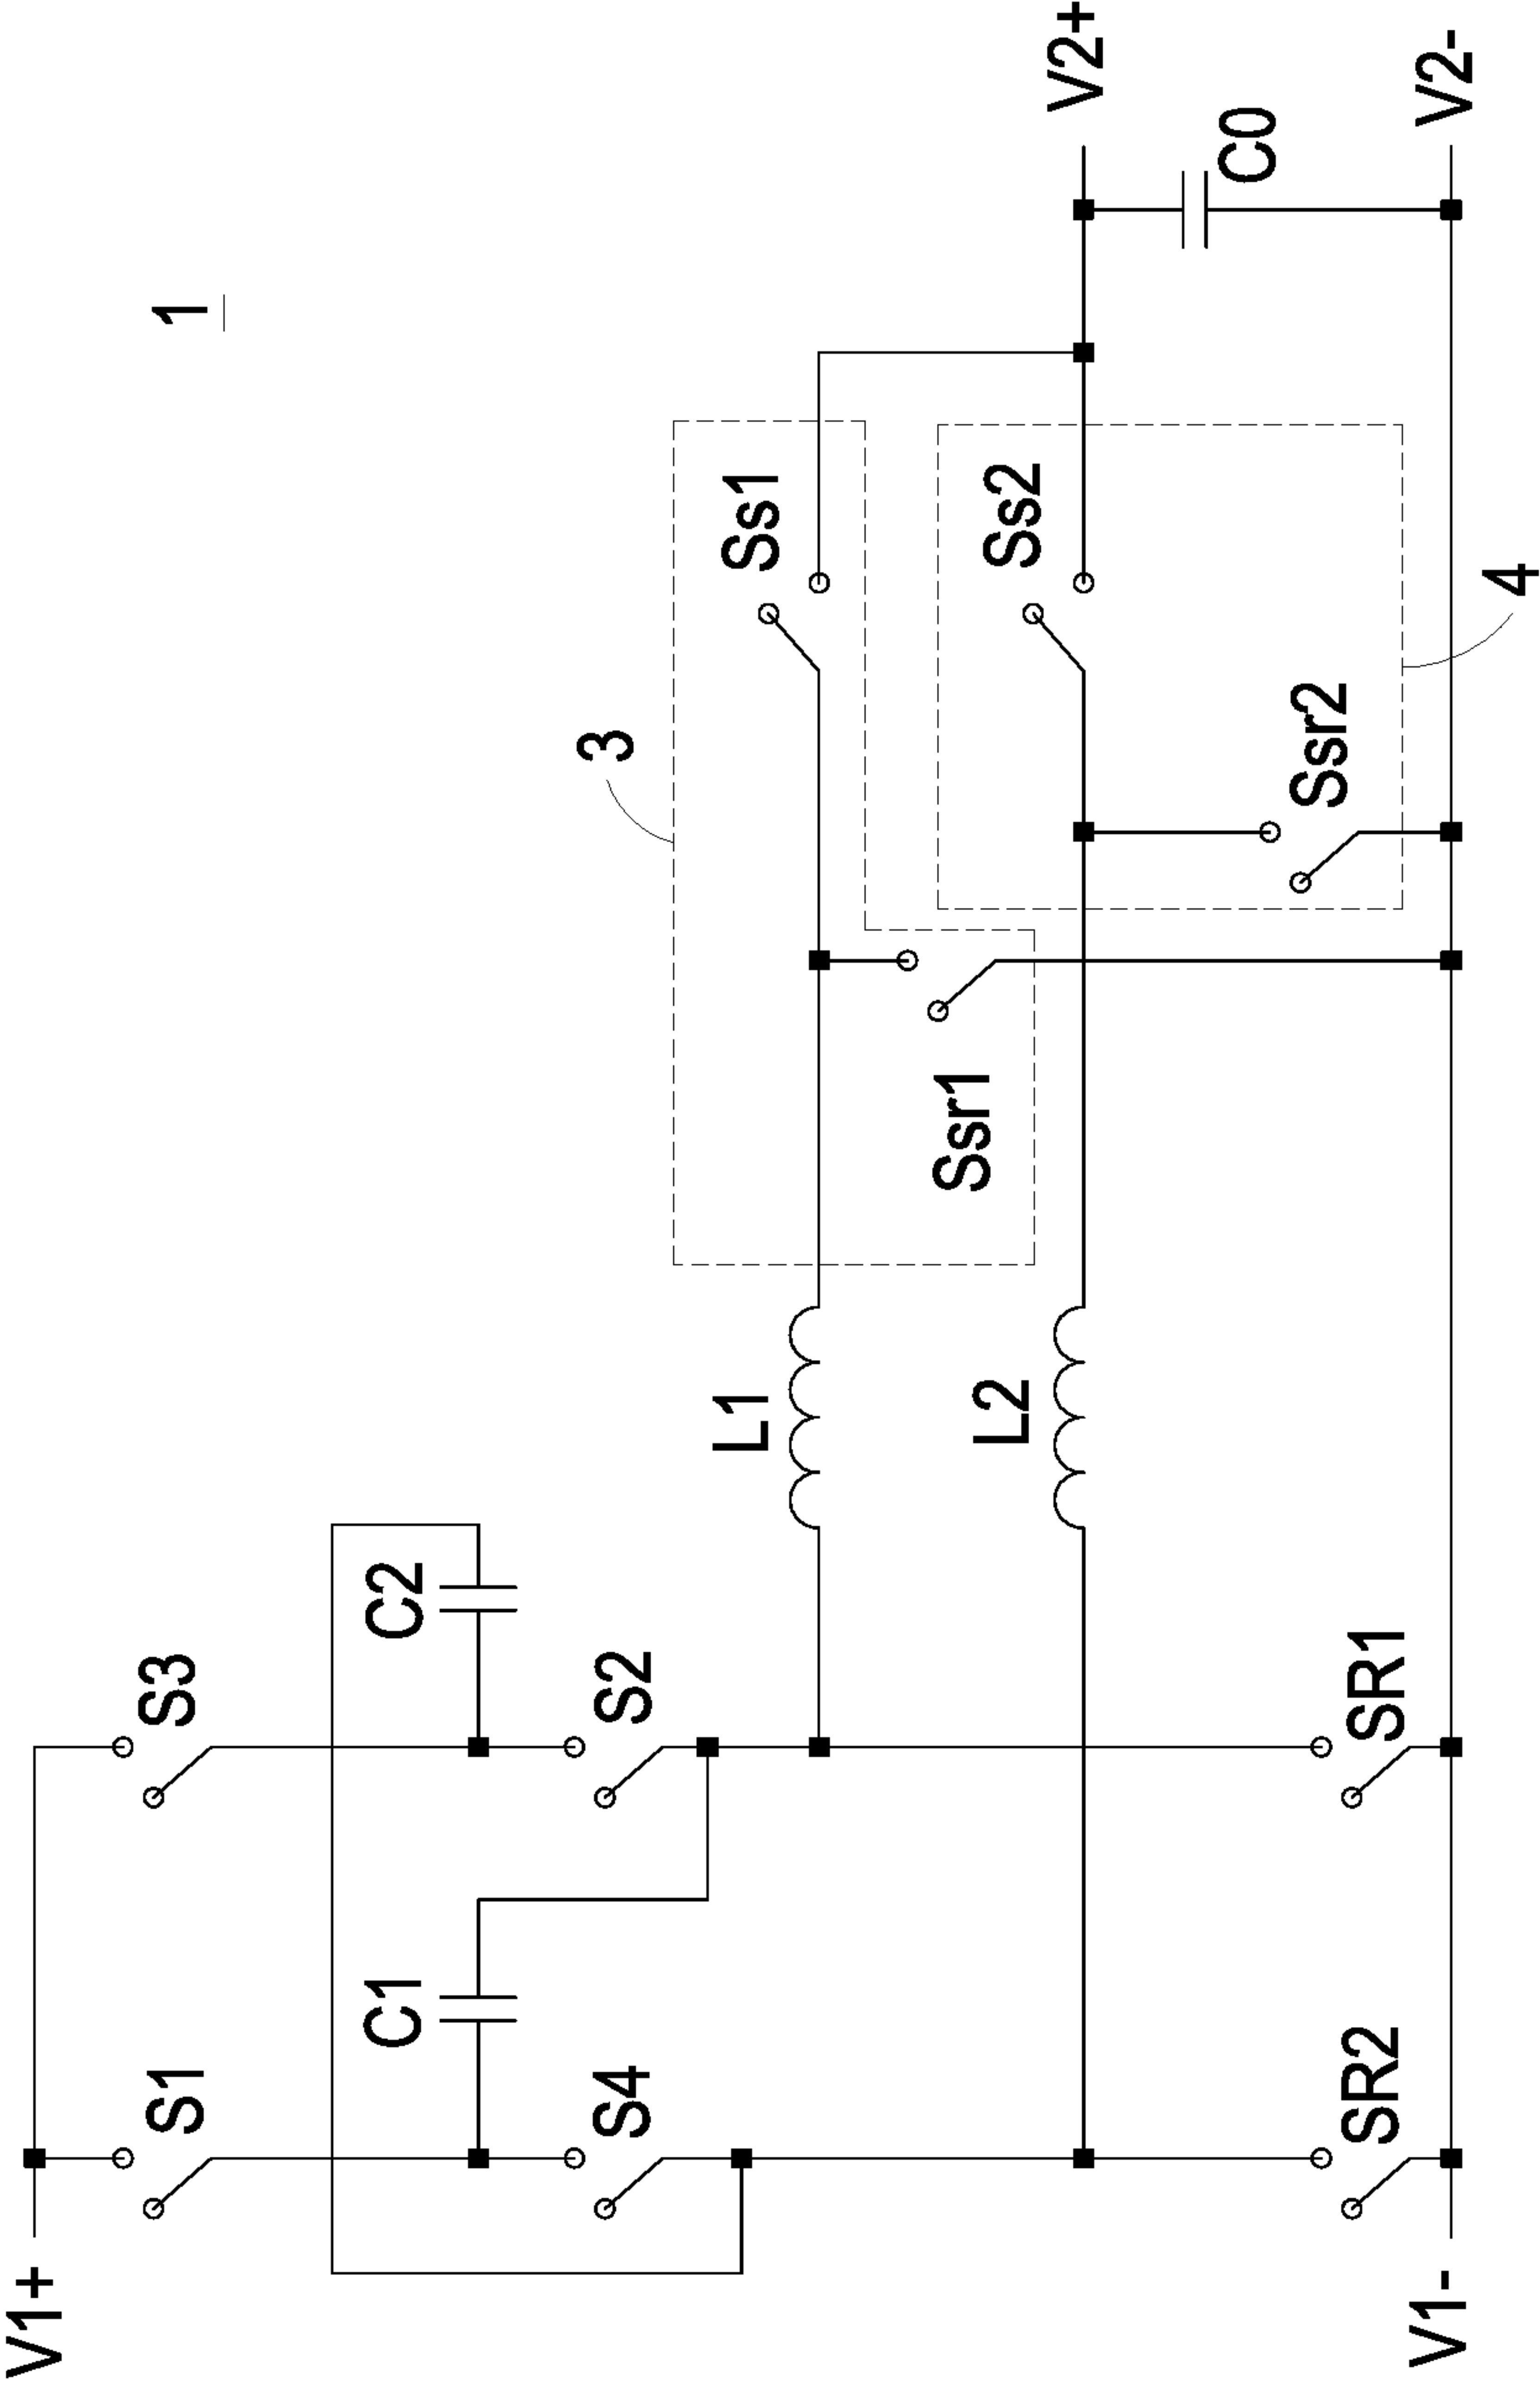 1
V1+
S1
S3
C1
C2
S4
S2
L1
L2
3
Ss1
Ssr1
Ss2
Ssr2
4
SR2
SR1
C0
V2+
V2-
V1-